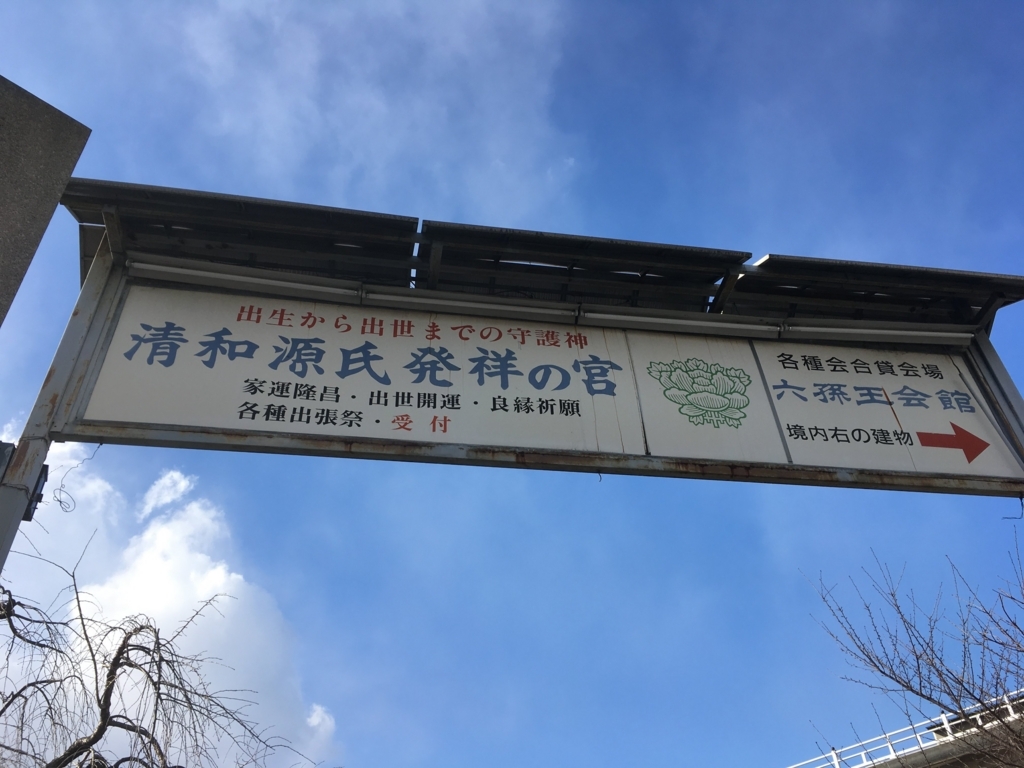 出生から出世までの守護神
清和源氏発祥の宮
家運隆昌・出世開運・良縁祈願
各種出張祭・受付
各種会合貸会場
六孫王会館
境内右の建物